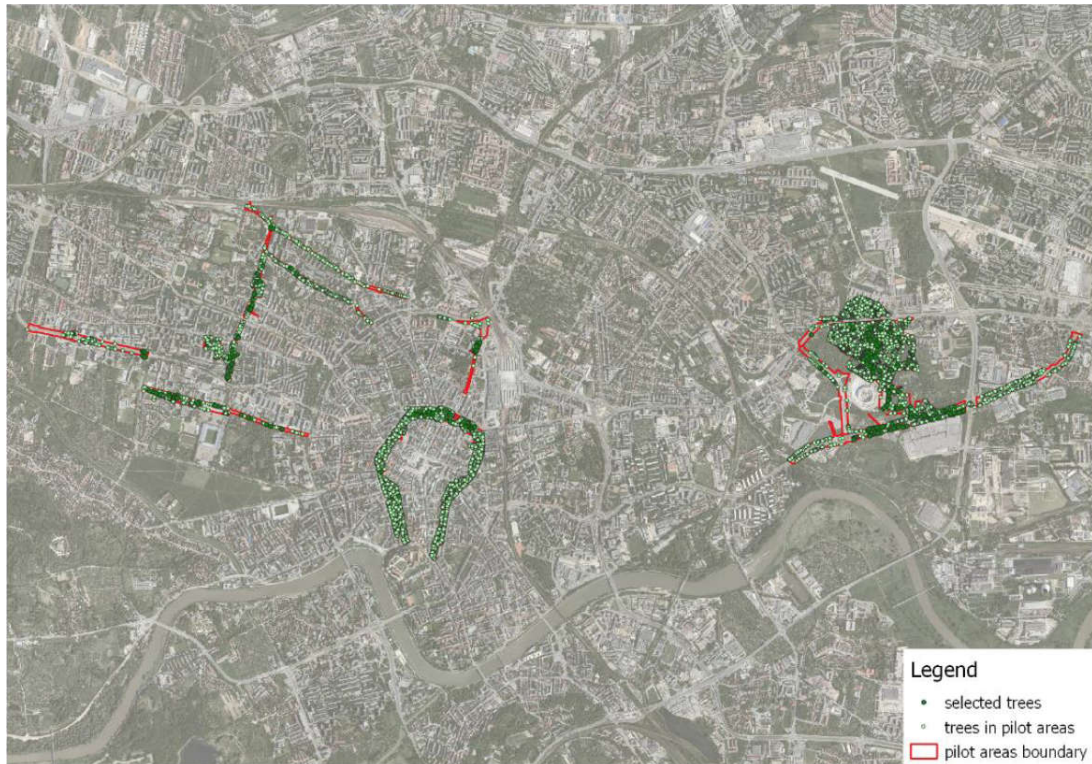 Legend
selected trees
trees in pilot areas
pilot areas boundary